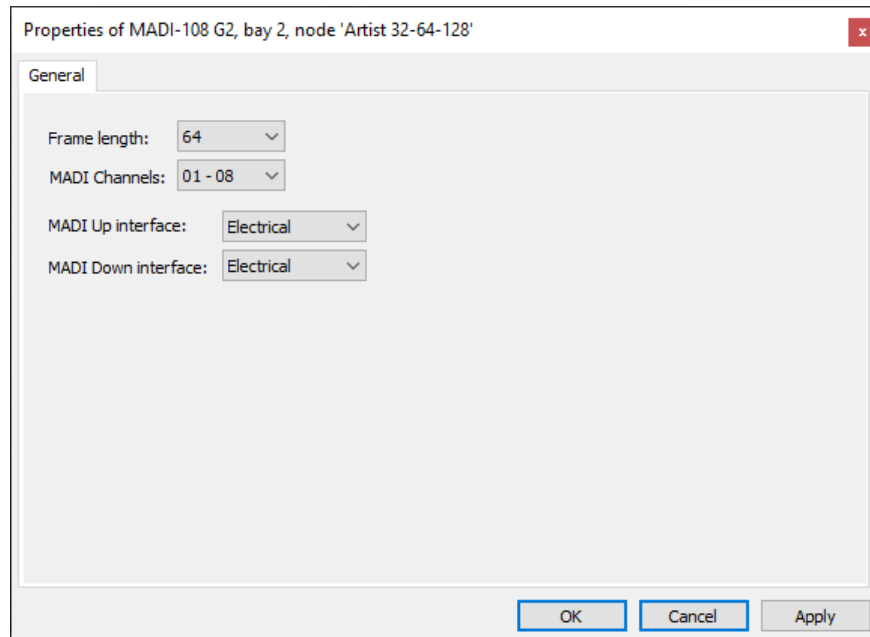 Properties of MADI-108 G2, bay 2, node 'Artist 32-64-128'
x
General
Frame length: 64
MADI Channels: 01 - 08
MADI Up interface: Electrical
MADI Down interface: Electrical
OK Cancel Apply